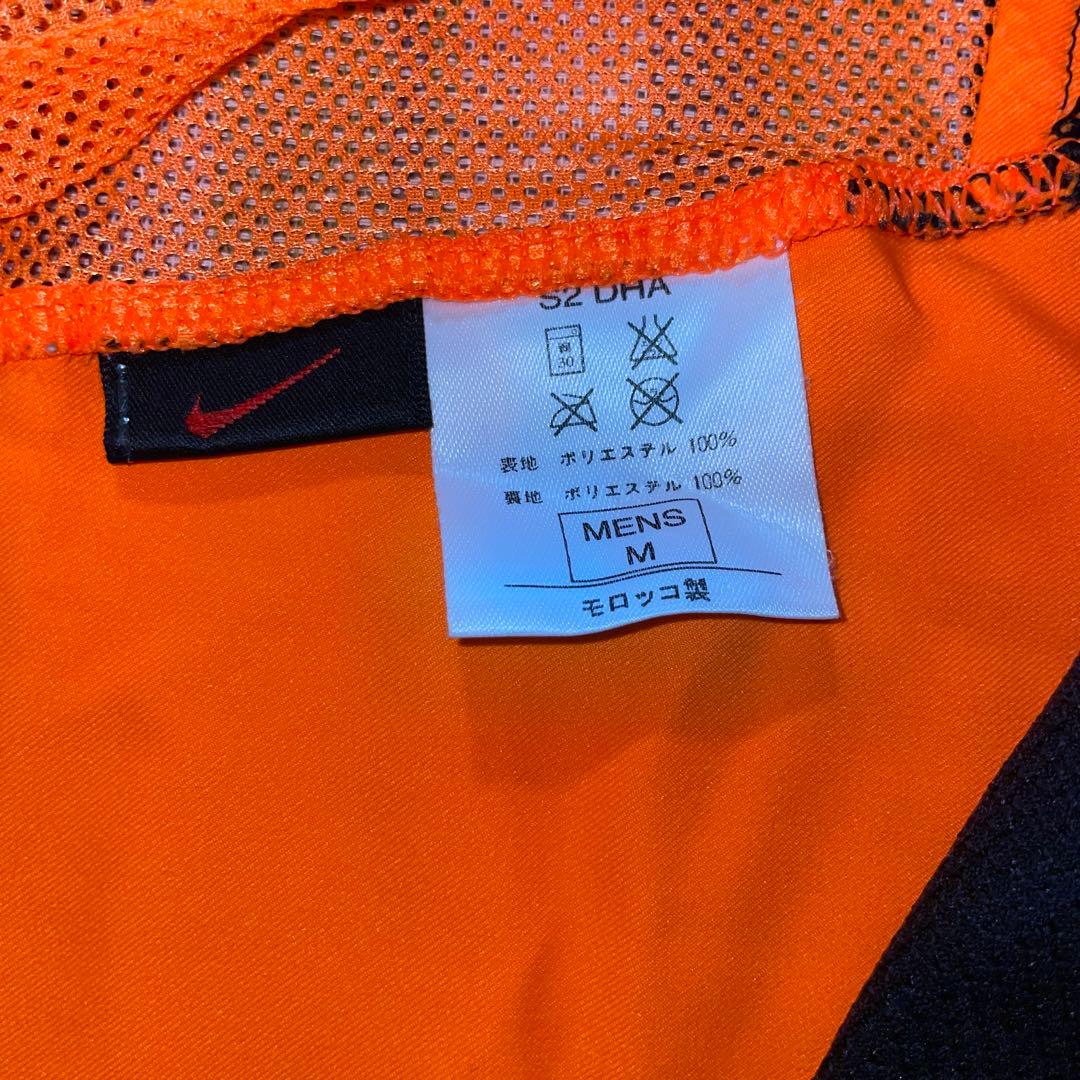 S2 DHA
30
表地 ポリエステル 100%
裏地 ポリエステル 100%
MENS
M
モロッコ製